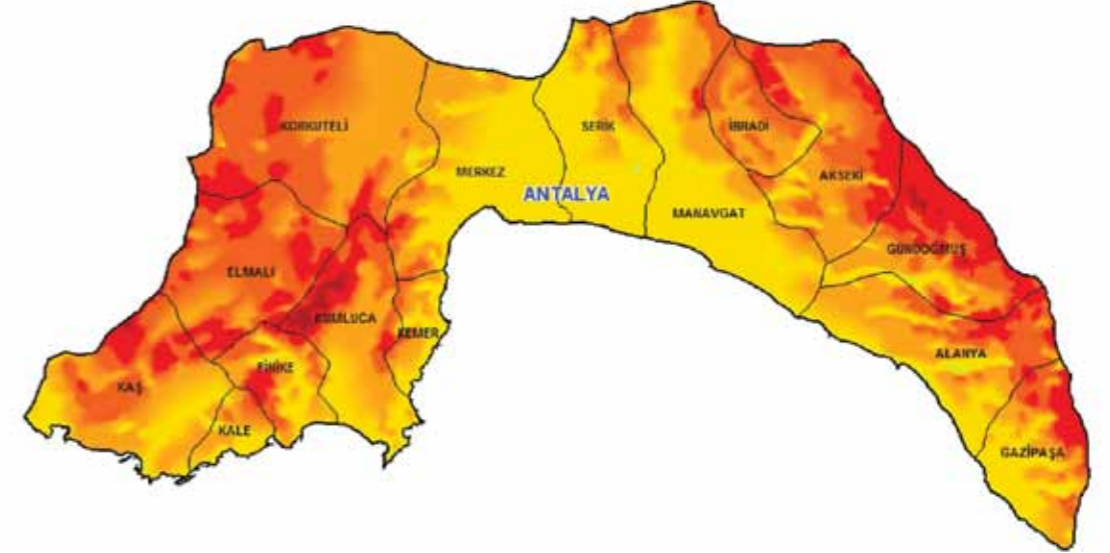 KORKUTELİ
SERİK
İBRADI
MERKEZ
AKSEKİ
ANTALYA
MANAVGAT
GÜNDOĞMUŞ
ELMALI
KUMLUCA
KEMER
ALANYA
FİNİKE
KAŞ
KALE
GAZİPAŞA